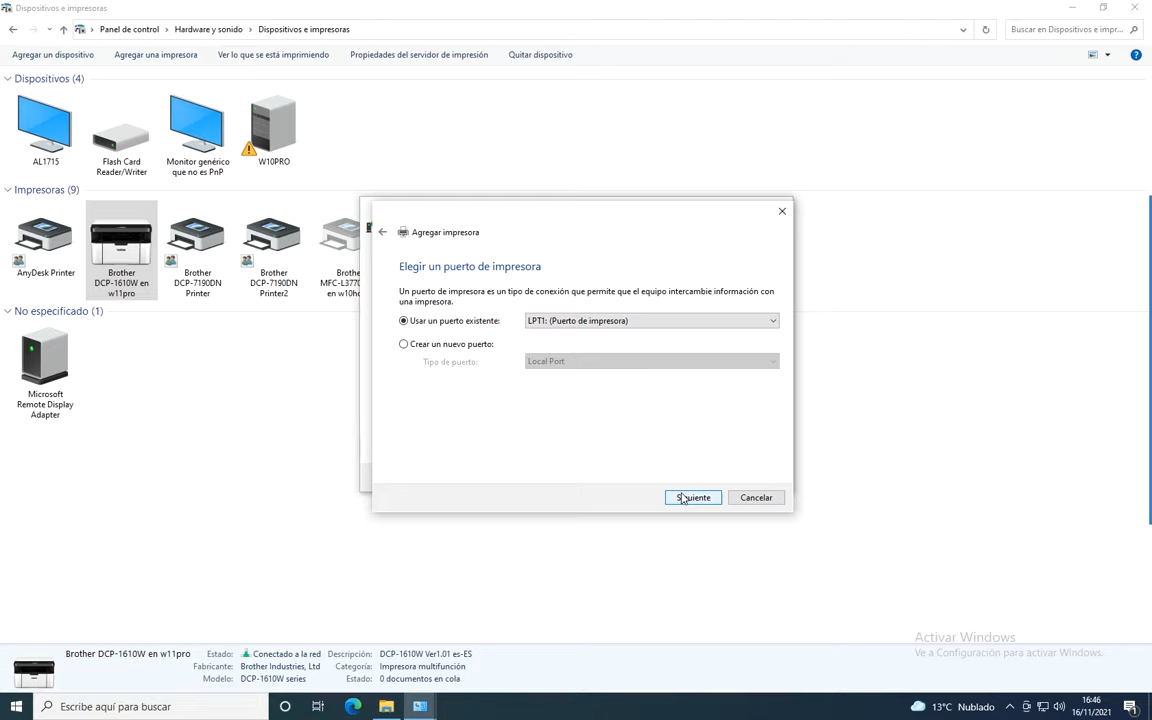 Dispositivos e impresoras
Panel de control > Hardware y sonido > Dispositivos e impresoras
Buscar en Dispositivos e impr...
Agregar un dispositivo Agregar una impresora Ver lo que se está imprimiendo Propiedades del servidor de impresión Quitar dispositivo
Dispositivos (4)
AL1715
Flash Card
Reader/Writer
Monitor genérico
que no es PnP
W10PRO
Impresoras (9)
AnyDesk Printer
Brother
DCP-1610W en
w11pro
Brother
DCP-7190DN
Printer
Brother
DCP-7190DN
Printer2
MFC-L3770
No especificado (1)
Microsoft
Remote Display
Adapter
Agregar impresora
Elegir un puerto de impresora
Un puerto de impresora es un tipo de conexión que permite que el equipo intercambie información con
una impresora.
Usar un puerto existente: LPT1: (Puerto de impresora)
Crear un nuevo puerto:
Tipo de puerto: Local Port
Siguiente Cancelar
Activar Windows
Ve a Configuración para activar Windows.
Brother DCP-1610W en w11pro Estado: Conectado a la red Descripción: DCP-1610W Ver1.01 es-ES
Fabricante: Brother Industries, Ltd Categoría: Impresora multifunción
Modelo: DCP-1610W series Estado: 0 documentos en cola
Escribe aquí para buscar
13°C Nublado
16:46
16/11/2021
1